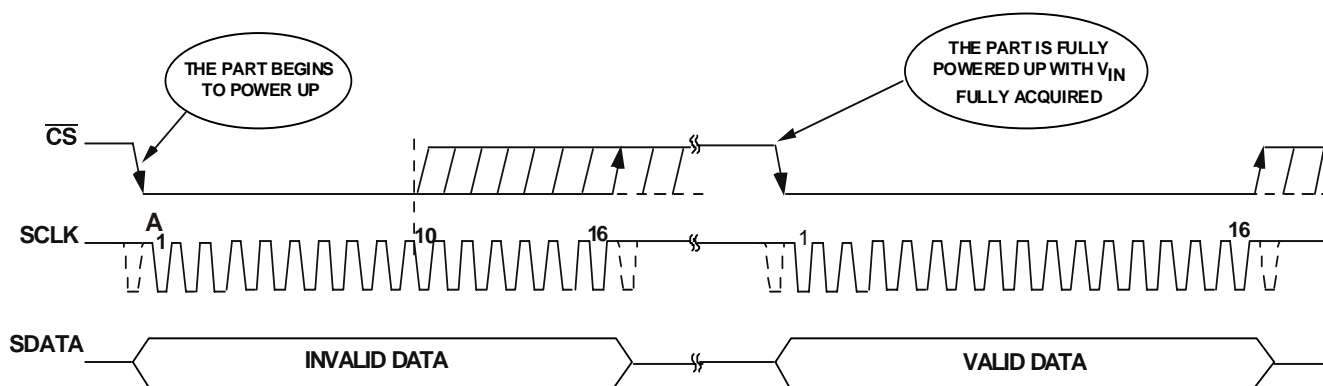 THE PART BEGINS
TO POWER UP
THE PART IS FULLY
POWERED UP WITH VIN
FULLY ACQUIRED
CS
SCLK
A
1
10
16
1
16
SDATA
INVALID DATA
VALID DATA